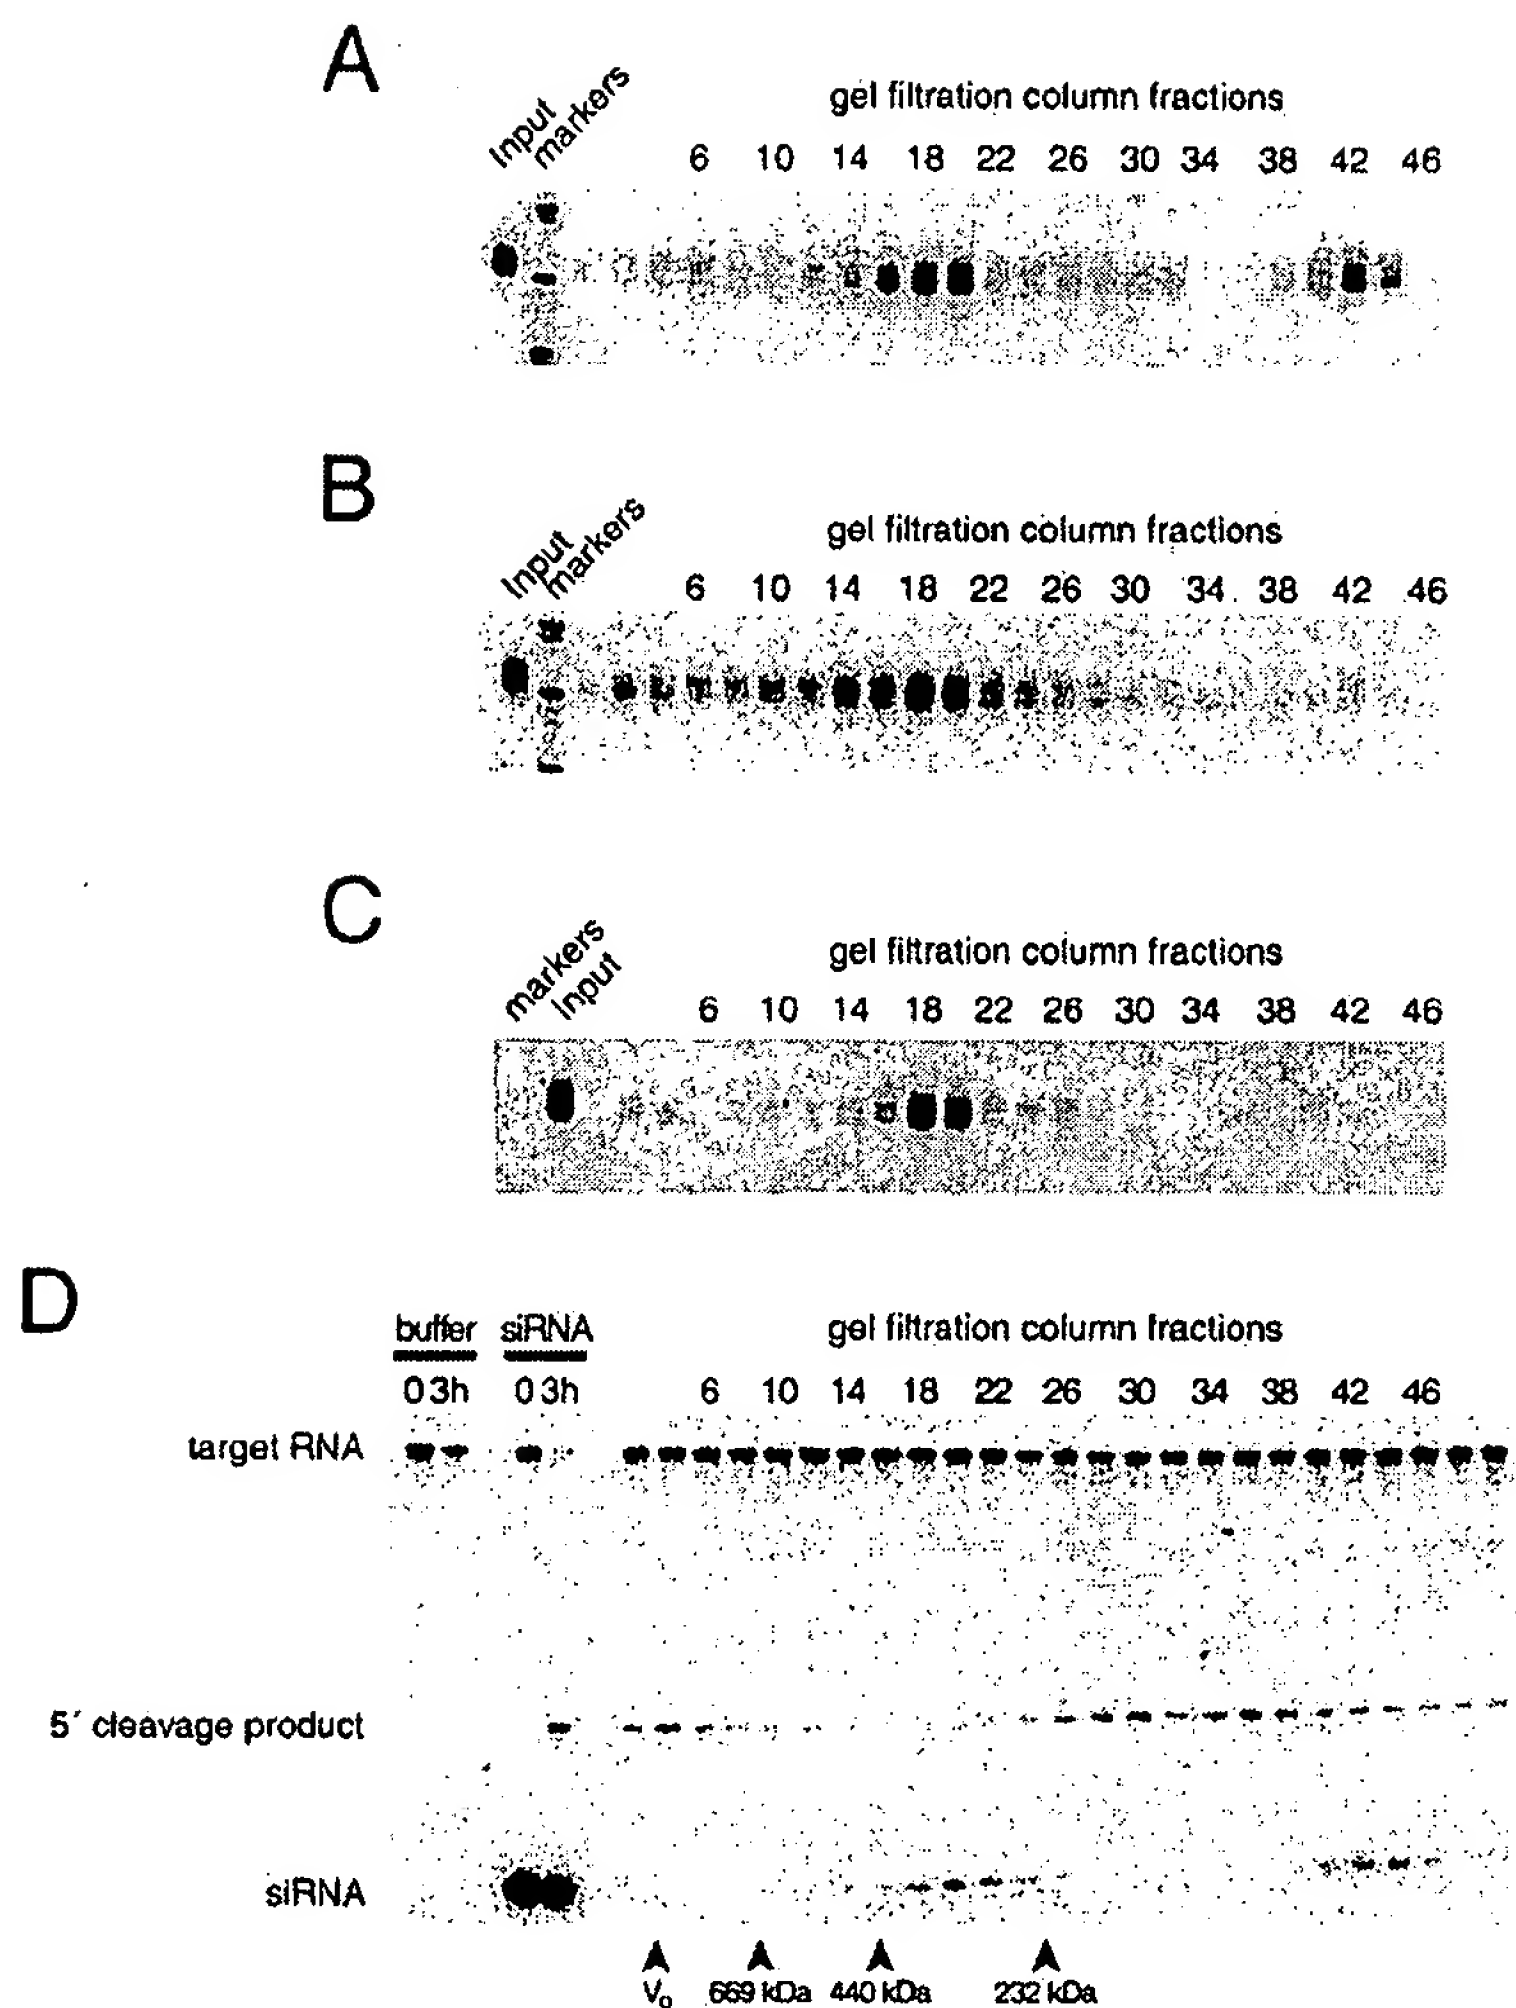 A
Input
markers
gel filtration column fractions
6 10 14 18 22 26 30 34 38 42 46
B
Input
markers
gel filtration column fractions
6 10 14 18 22 26 30 34 38 42 46
C
markers
Input
gel filtration column fractions
6 10 14 18 22 26 30 34 38 42 46
D
buffer siRNA gel filtration column fractions
0 3h 0 3h 6 10 14 18 22 26 30 34 38 42 46
target RNA
5´ cleavage product
siRNA
Vo 669 kDa 440 kDa 232 kDa